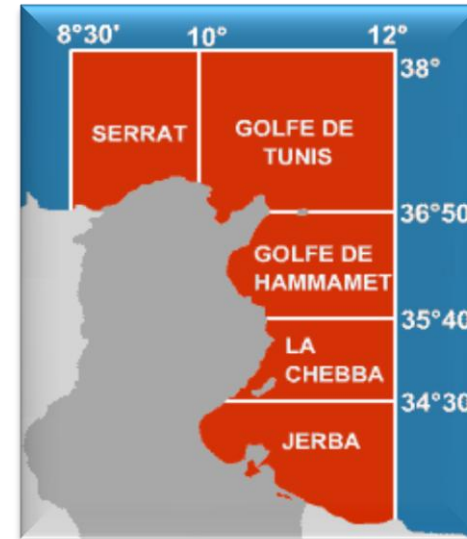 8°30' 10° 12°
38°
SERRAT
GOLFE DE
TUNIS
36°50
GOLFE DE
HAMMAMET
35°40
LA
CHEBBA
34°30
JERBA